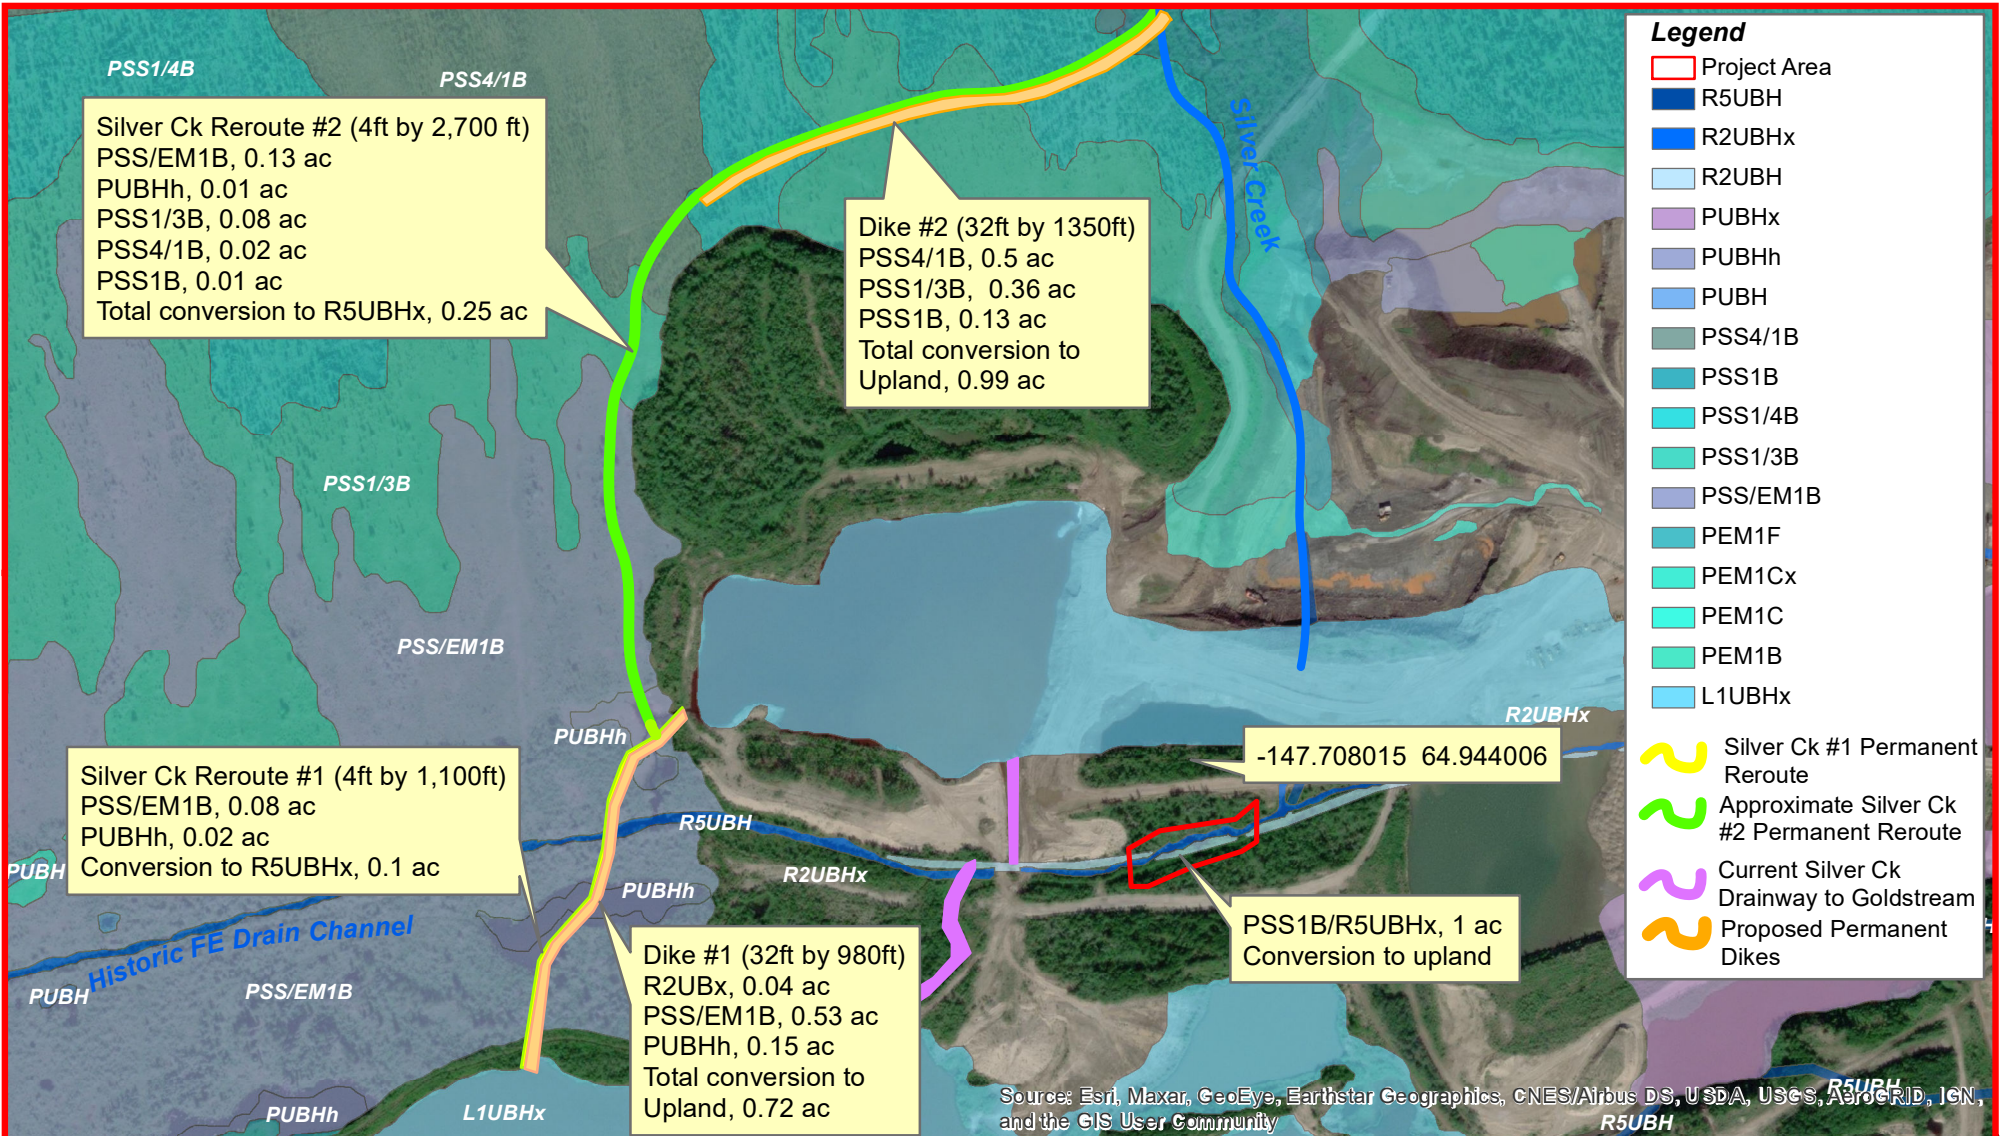 PSS1/4B
PSS4/1B
Silver Ck Reroute #2 (4ft by 2,700 ft)
PSS/EM1B, 0.13 ac
PUBHh, 0.01 ac
PSS1/3B, 0.08 ac
PSS4/1B, 0.02 ac
PSS1B, 0.01 ac
Total conversion to R5UBHx, 0.25 ac
Silver Creek
Dike #2 (32ft by 1350ft)
PSS4/1B, 0.5 ac
PSS1/3B,  0.36 ac
PSS1B, 0.13 ac
Total conversion to
Upland, 0.99 ac
PSS1/3B
PSS/EM1B
PUBHh
R2UBHx
-147.708015  64.944006
Silver Ck Reroute #1 (4ft by 1,100ft)
PSS/EM1B, 0.08 ac
PUBHh, 0.02 ac
Conversion to R5UBHx, 0.1 ac
R5UBH
R2UBHx
PUBH
PUBHh
Historic FE Drain Channel
PUBH
PSS/EM1B
PSS1B/R5UBHx, 1 ac
Conversion to upland
Dike #1 (32ft by 980ft)
R2UBx, 0.04 ac
PSS/EM1B, 0.53 ac
PUBHh, 0.15 ac
Total conversion to
Upland, 0.72 ac
PUBHh
L1UBHx
R5UBH
R5UBH
H
Source: Esri, Maxar, GeoEye, Earthstar Geographics, CNES/Airbus DS, USDA, USGS, AeroGRID, IGN,
and the GIS User Community
Legend
Project Area
R5UBH
R2UBHx
R2UBH
PUBHx
PUBHh
PUBH
PSS4/1B
PSS1B
PSS1/4B
PSS1/3B
PSS/EM1B
PEM1F
PEM1Cx
PEM1C
PEM1B
L1UBHx
Silver Ck #1 Permanent
Reroute
Approximate Silver Ck
#2 Permanent Reroute
Current Silver Ck
Drainway to Goldstream
Proposed Permanent
Dikes